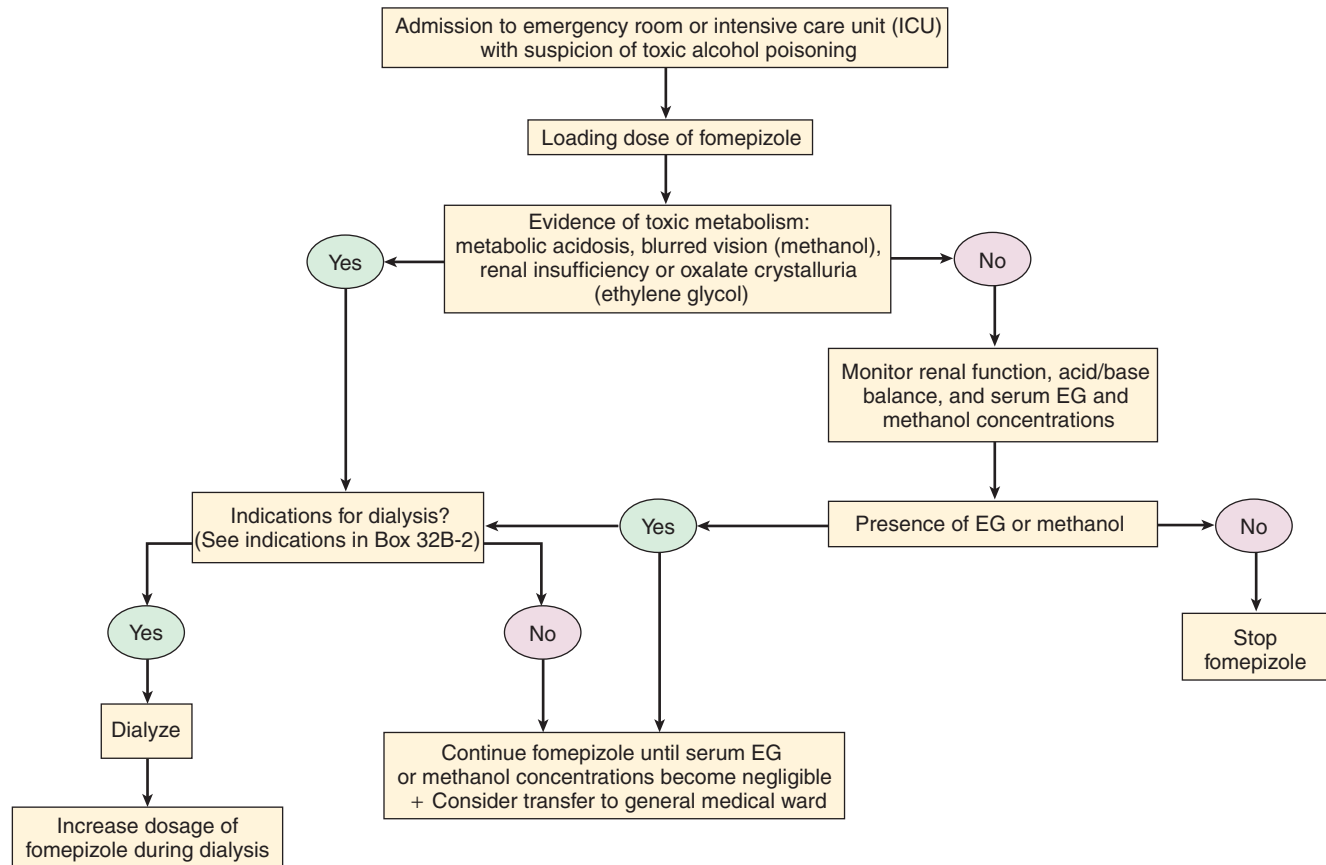 Admission to emergency room or intensive care unit (ICU)
with suspicion of toxic alcohol poisoning
Loading dose of fomepizole
Evidence of toxic metabolism:
metabolic acidosis, blurred vision (methanol),
renal insufficiency or oxalate crystalluria
(ethylene glycol)
Yes
No
Monitor renal function, acid/base
balance, and serum EG and
methanol concentrations
Indications for dialysis?
(See indications in Box 32B-2)
Yes
Presence of EG or methanol
No
Yes
No
Stop
fomepizole
Dialyze
Continue fomepizole until serum EG
or methanol concentrations become negligible
+ Consider transfer to general medical ward
Increase dosage of
fomepizole during dialysis